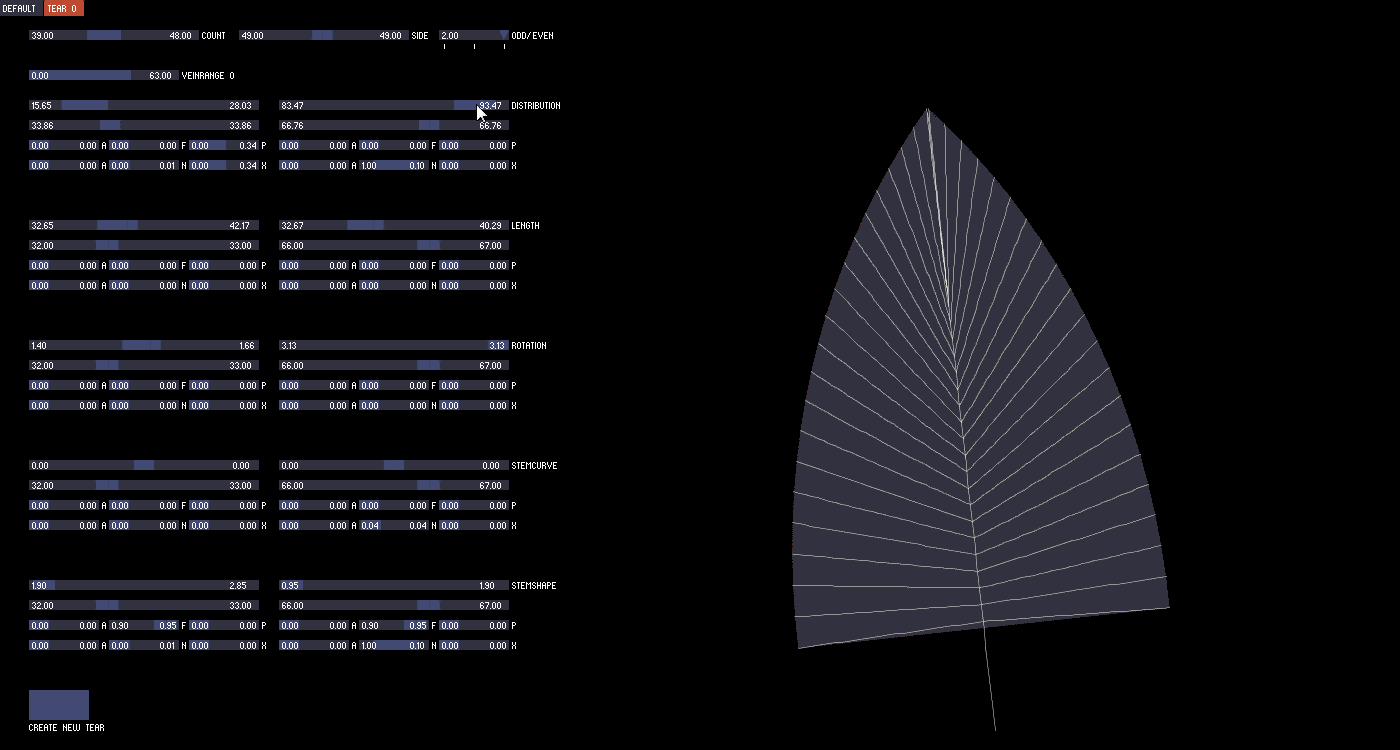 DEFAULT TEAR 0
39.00 48.00 COUNT 49.00 49.00 SIDE 2.00 ODD/EVEN
0.00 63.00 VEINRANGE 0
15.65 28.03 83.47 93.47 DISTRIBUTION
33.86 33.86 66.76 66.76
0.00 0.00 A 0.00 0.00 F 0.00 0.34 P 0.00 0.00 A 0.00 0.00 F 0.00 0.00 P
0.00 0.00 A 0.00 0.01 N 0.00 0.34 X 0.00 0.00 A 1.00 0.10 N 0.00 0.00 X
32.65 42.17 32.67 40.29 LENGTH
32.00 33.00 66.00 67.00
0.00 0.00 A 0.00 0.00 F 0.00 0.00 P 0.00 0.00 A 0.00 0.00 F 0.00 0.00 P
0.00 0.00 A 0.00 0.00 N 0.00 0.00 X 0.00 0.00 A 0.00 0.00 N 0.00 0.00 X
1.40 1.66 3.13 3.13 ROTATION
32.00 33.00 66.00 67.00
0.00 0.00 A 0.00 0.00 F 0.00 0.00 P 0.00 0.00 A 0.00 0.00 F 0.00 0.00 P
0.00 0.00 A 0.00 0.00 N 0.00 0.00 X 0.00 0.00 A 0.00 0.00 N 0.00 0.00 X
0.00 0.00 0.00 0.00 STEMCURVE
32.00 33.00 66.00 67.00
0.00 0.00 A 0.00 0.00 F 0.00 0.00 P 0.00 0.00 A 0.00 0.00 F 0.00 0.00 P
0.00 0.00 A 0.00 0.00 N 0.00 0.00 X 0.00 0.00 A 0.04 0.04 N 0.00 0.00 X
1.90 2.85 0.95 1.90 STEMSHAPE
32.00 33.00 66.00 67.00
0.00 0.00 A 0.90 0.95 F 0.00 0.00 P 0.00 0.00 A 0.90 0.95 F 0.00 0.00 P
0.00 0.00 A 0.00 0.01 N 0.00 0.00 X 0.00 0.00 A 1.00 0.10 N 0.00 0.00 X
CREATE NEW TEAR